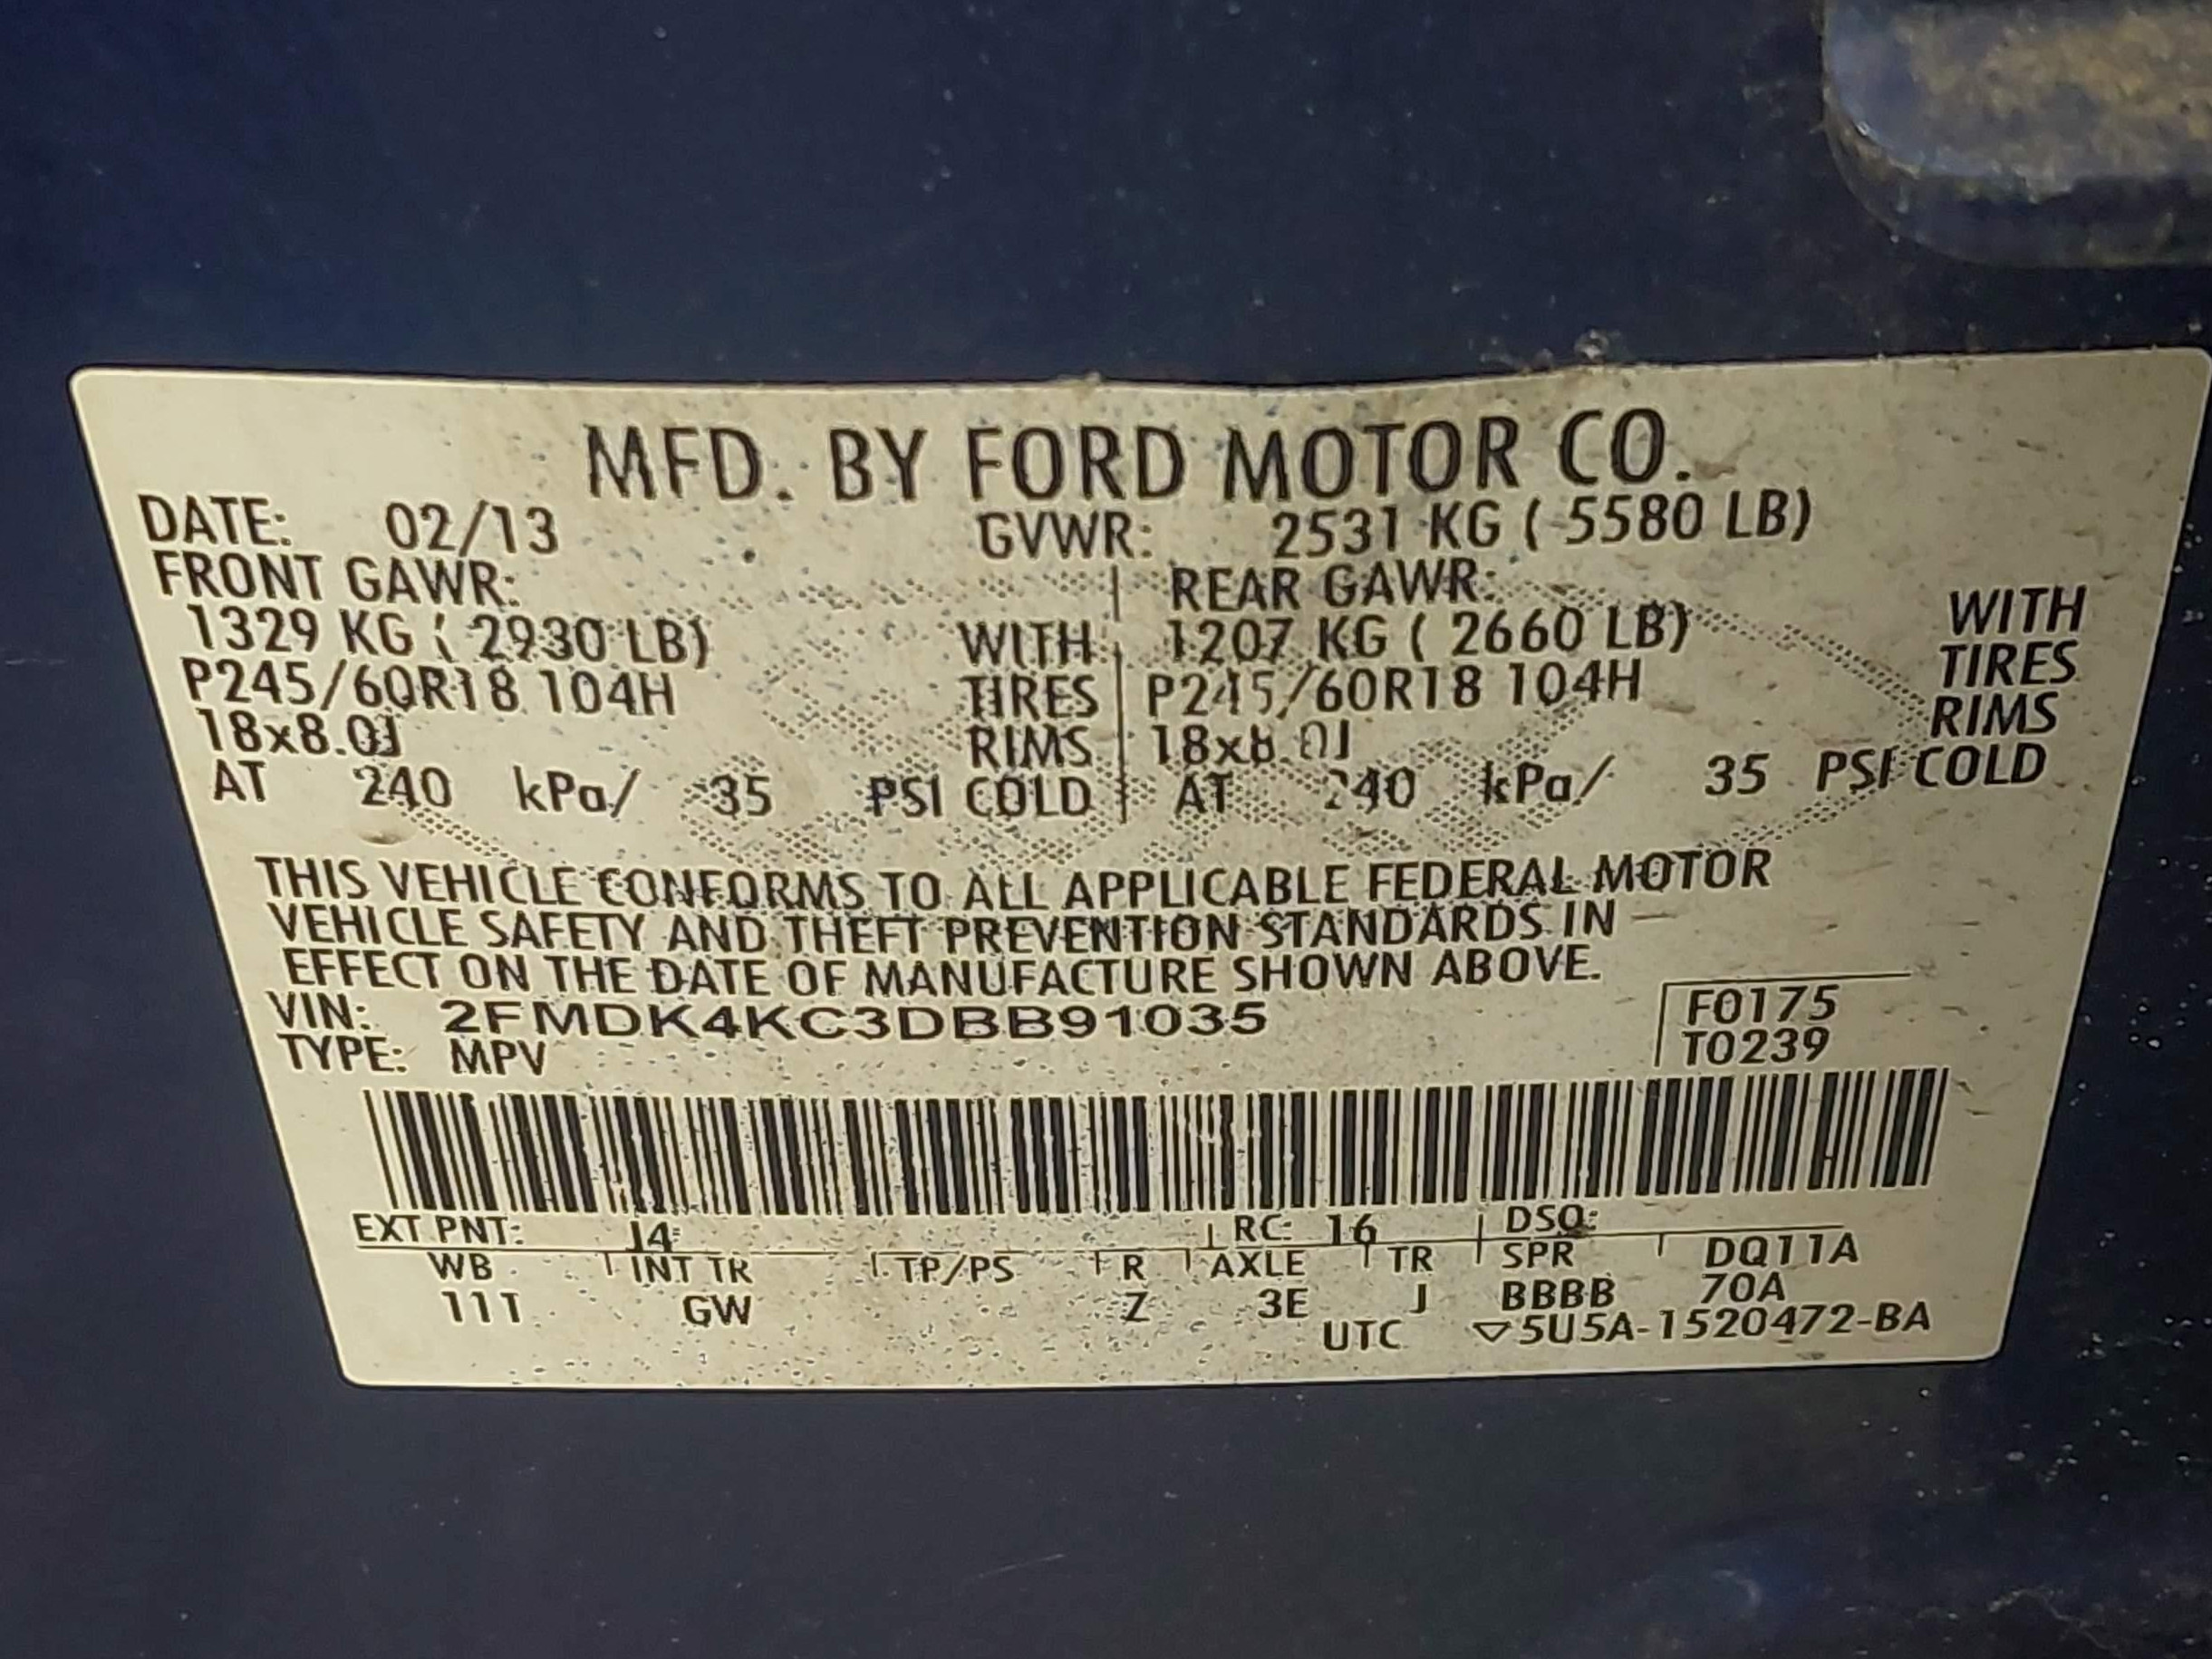 MFD. BY FORD MOTOR CO.
DATE: 02/13 GVWR: 2531 KG ( 5580 LB)
FRONT GAWR: REAR GAWR:
1329 KG ( 2930 LB) WITH 1207 KG ( 2660 LB) WITH
P245/60R18 104H TIRES P245/60R18 104H TIRES
18x8.0J RIMS 18x8.0J RIMS
AT 240 kPa/ 35 PSI COLD AT 240 kPa/ 35 PSI COLD
THIS VEHICLE CONFORMS TO ALL APPLICABLE FEDERAL MOTOR
VEHICLE SAFETY AND THEFT PREVENTION STANDARDS IN
EFFECT ON THE DATE OF MANUFACTURE SHOWN ABOVE.
VIN: 2FMDK4KC3DBB91035 F0175
TYPE: MPV T0239
EXT PNT: J4 RC: 16 DSO:
WB INT TR TP/PS R AXLE TR SPR DQ11A
111 GW Z 3E J BBBB 70A
UTC ▽5U5A-1520472-BA